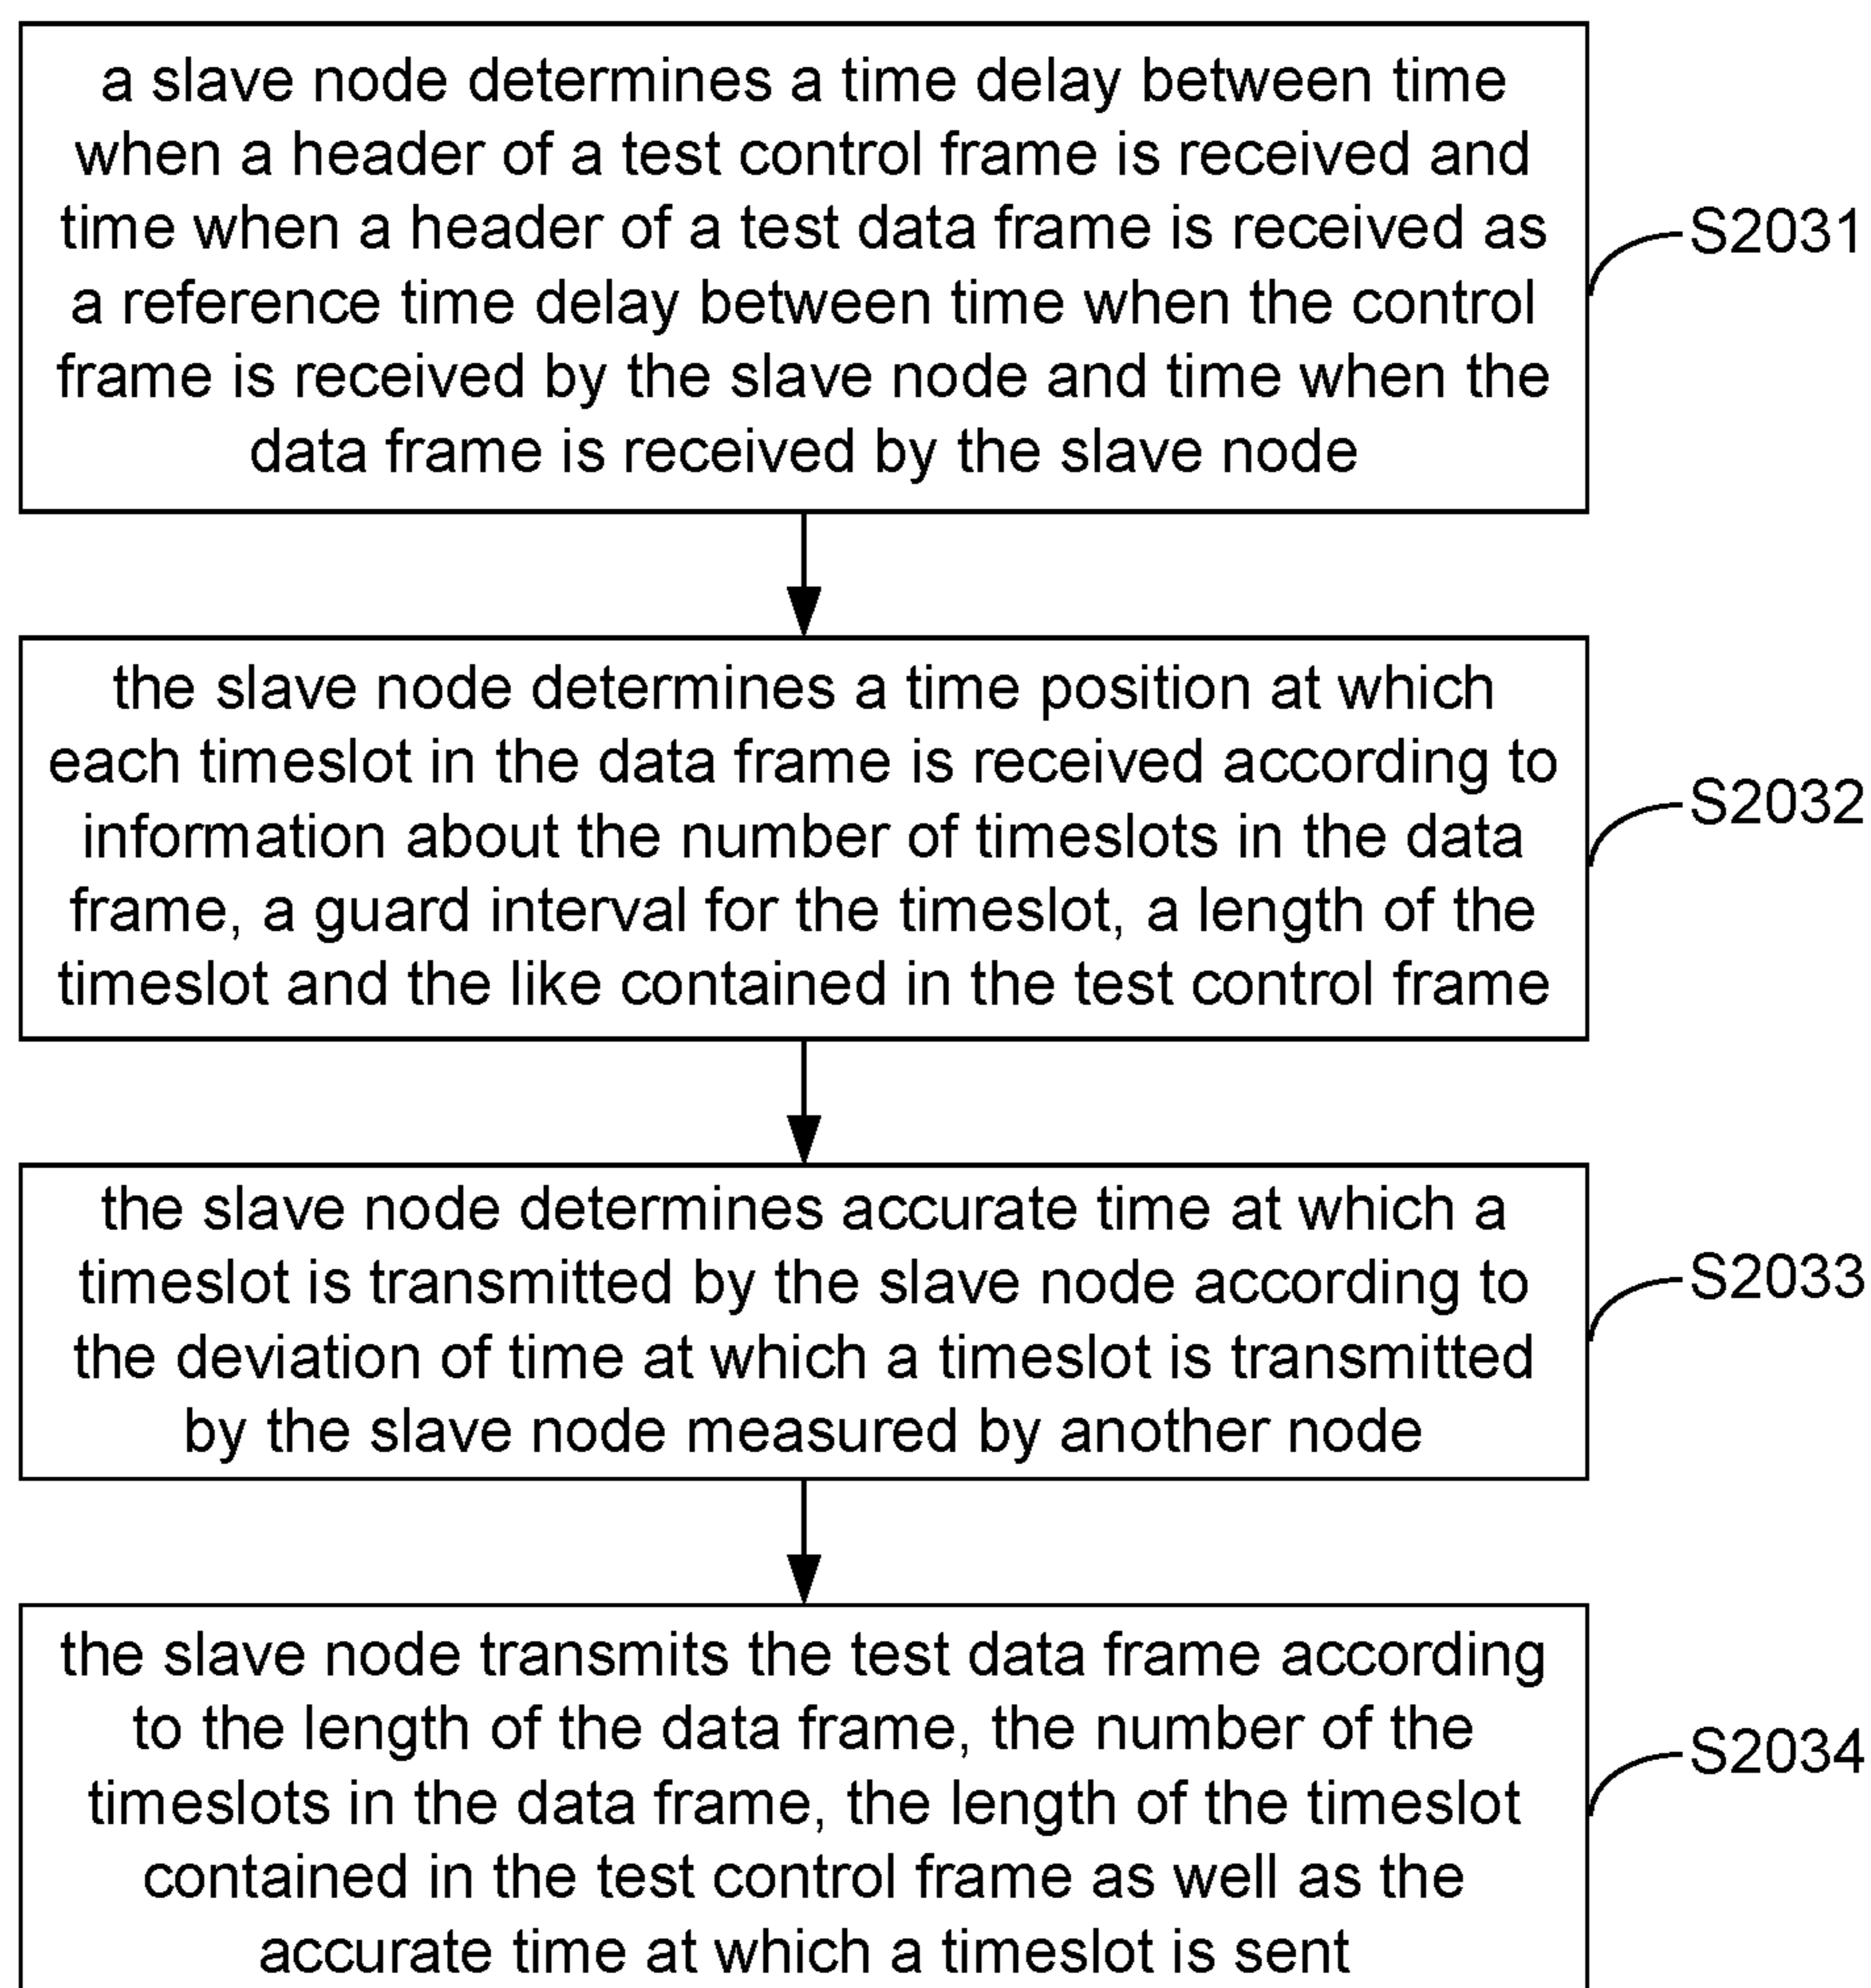 a slave node determines a time delay between time
when a header of a test control frame is received and
time when a header of a test data frame is received as
a reference time delay between time when the control
frame is received by the slave node and time when the
data frame is received by the slave node
S2031
the slave node determines a time position at which
each timeslot in the data frame is received according to
information about the number of timeslots in the data
frame, a guard interval for the timeslot, a length of the
timeslot and the like contained in the test control frame
S2032
the slave node determines accurate time at which a
timeslot is transmitted by the slave node according to
the deviation of time at which a timeslot is transmitted
by the slave node measured by another node
S2033
the slave node transmits the test data frame according
to the length of the data frame, the number of the
timeslots in the data frame, the length of the timeslot
contained in the test control frame as well as the
accurate time at which a timeslot is sent
S2034